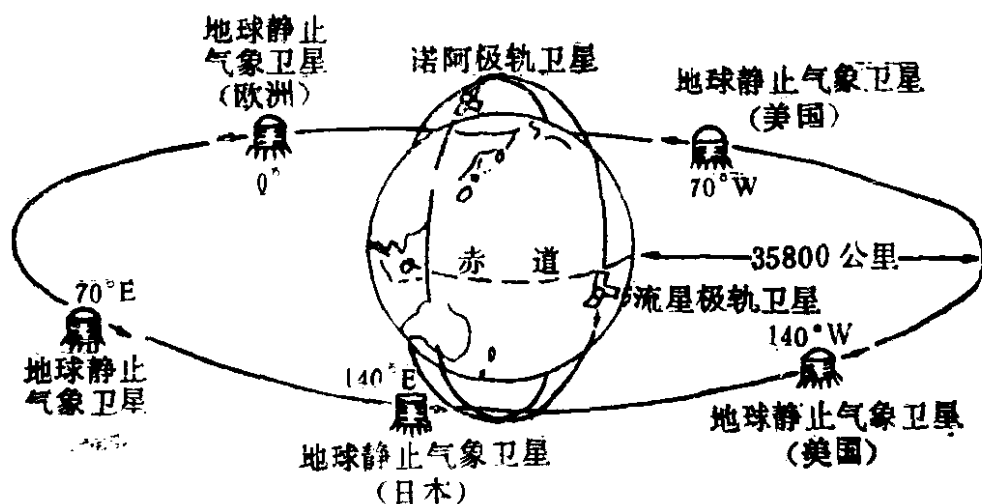 地球静止
气象卫星
(欧洲)
0°
诺阿极轨卫星
地球静止气象卫星
(美国)
70°W
赤 道
35800 公里
流星极轨卫星
70°E
地球静止
气象卫星
140°E
地球静止气象卫星
(日本)
140°W
地球静止气象卫星
(美国)